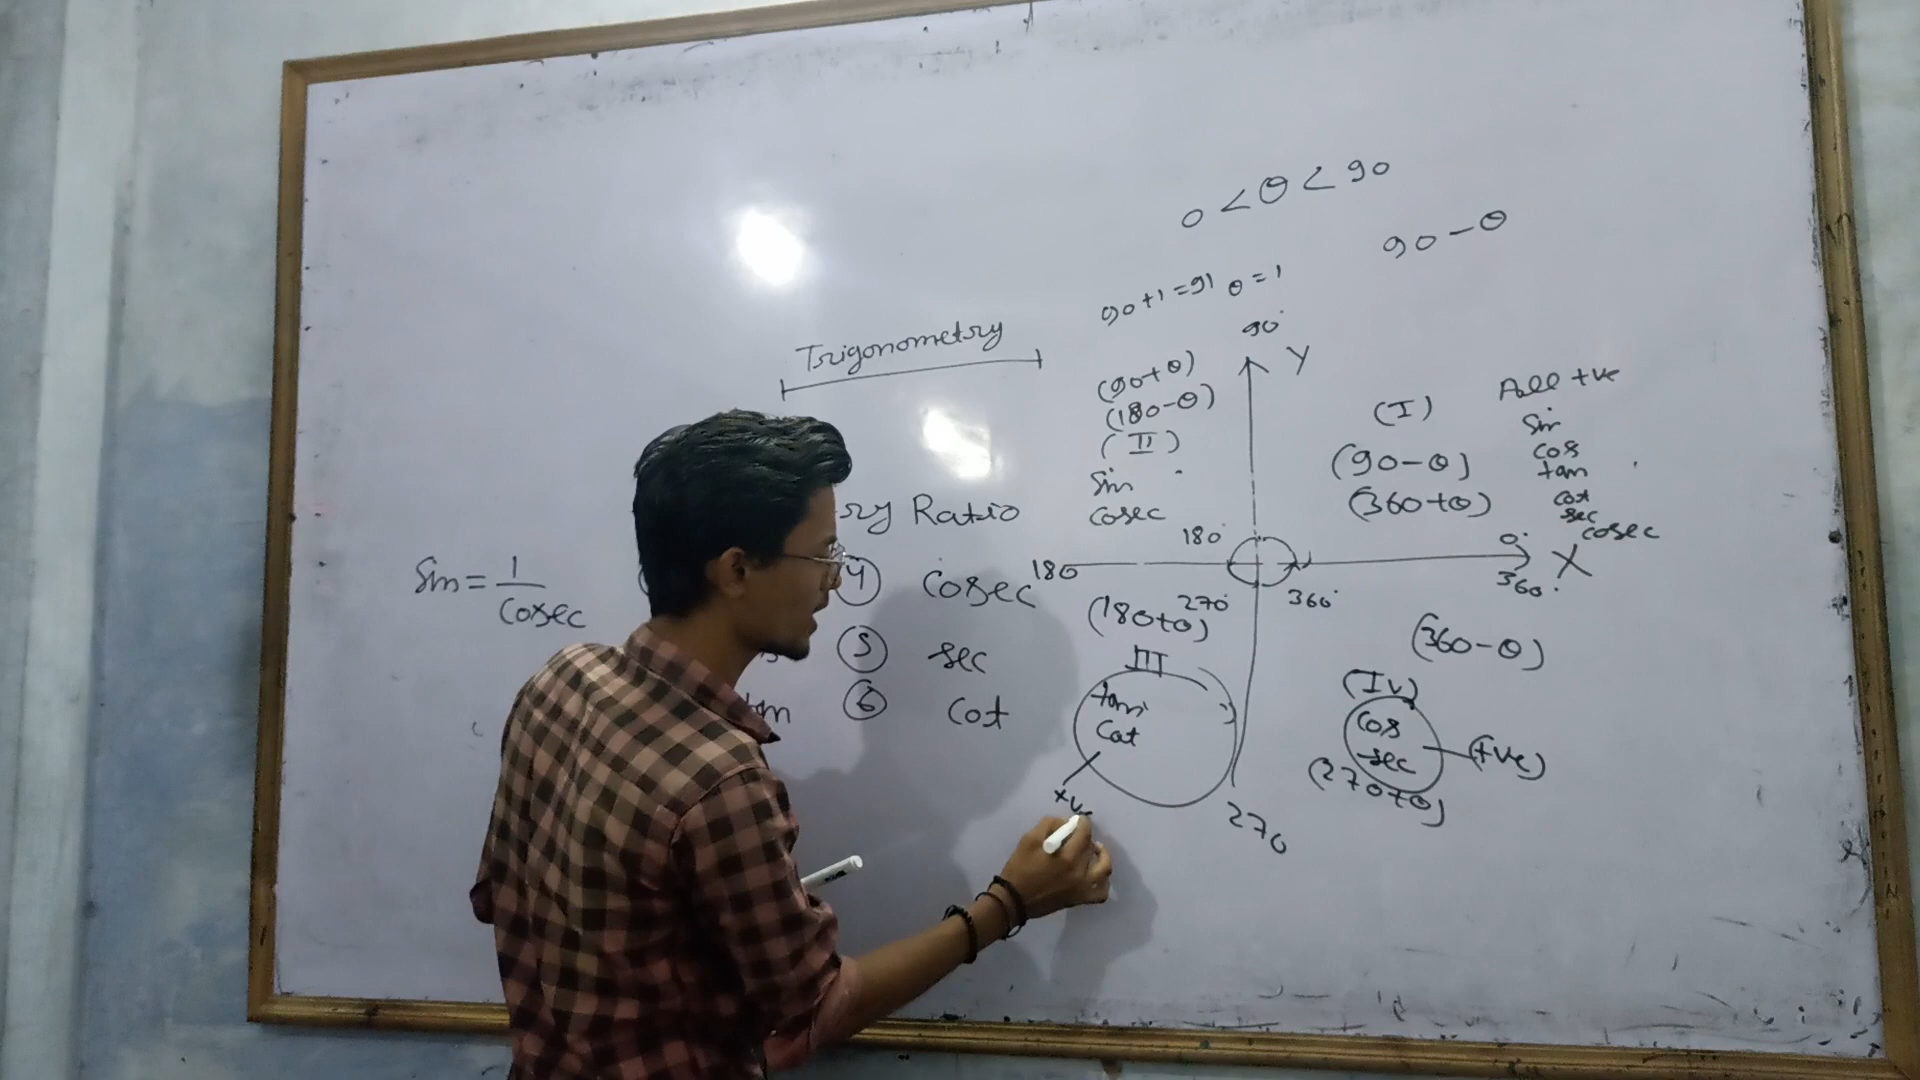 0 < θ < 90
90 - θ
90+1 = 91 θ = 1
90°
Y
Trigonometry
Ratio
Sin = 1
cosec
4 cosec
5 sec
6 cot
(90+θ)
(180-θ)
(II)
Sin
cosec
(I)
(90-θ)
(360+θ)
All +ve
Sin
cos
tan
cot
sec
cosec
180
180°
270°
360°
0°
360°
X
(180+θ)
III
tan
Cot
+ve
270
(360-θ)
(IV)
cos
sec
(+ve)
(270+θ)